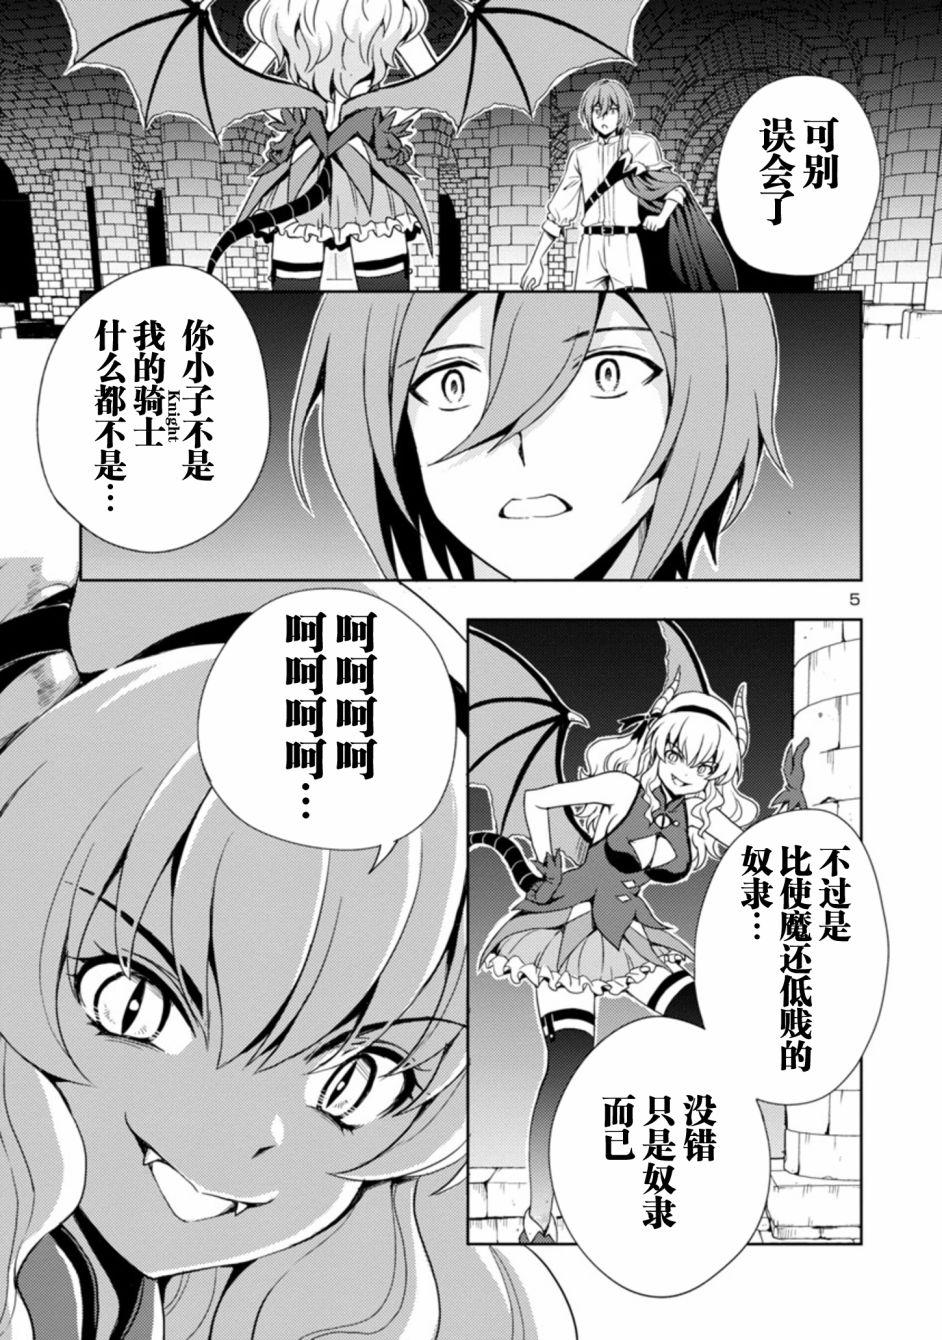 可别
误会了
你小子不是
我的骑士
Knight
什么都不是…
5
不过是
比使魔还低贱的
奴隶…
没错
只是奴隶
而已
呵呵呵呵
呵呵呵呵…